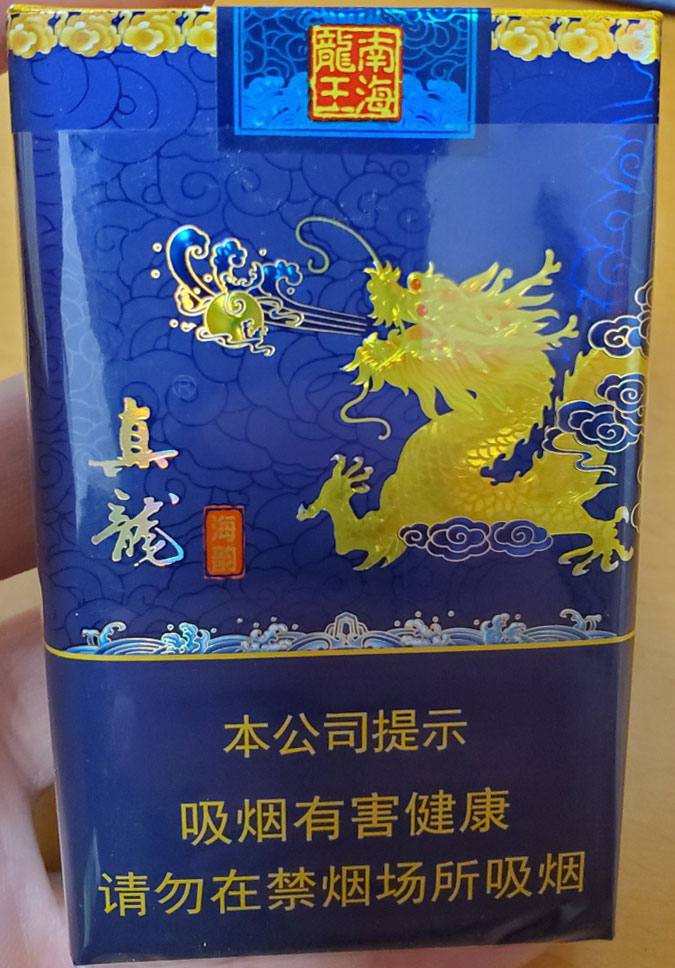 南海
龍王
®
真龍
海韵
本公司提示
吸烟有害健康
请勿在禁烟场所吸烟